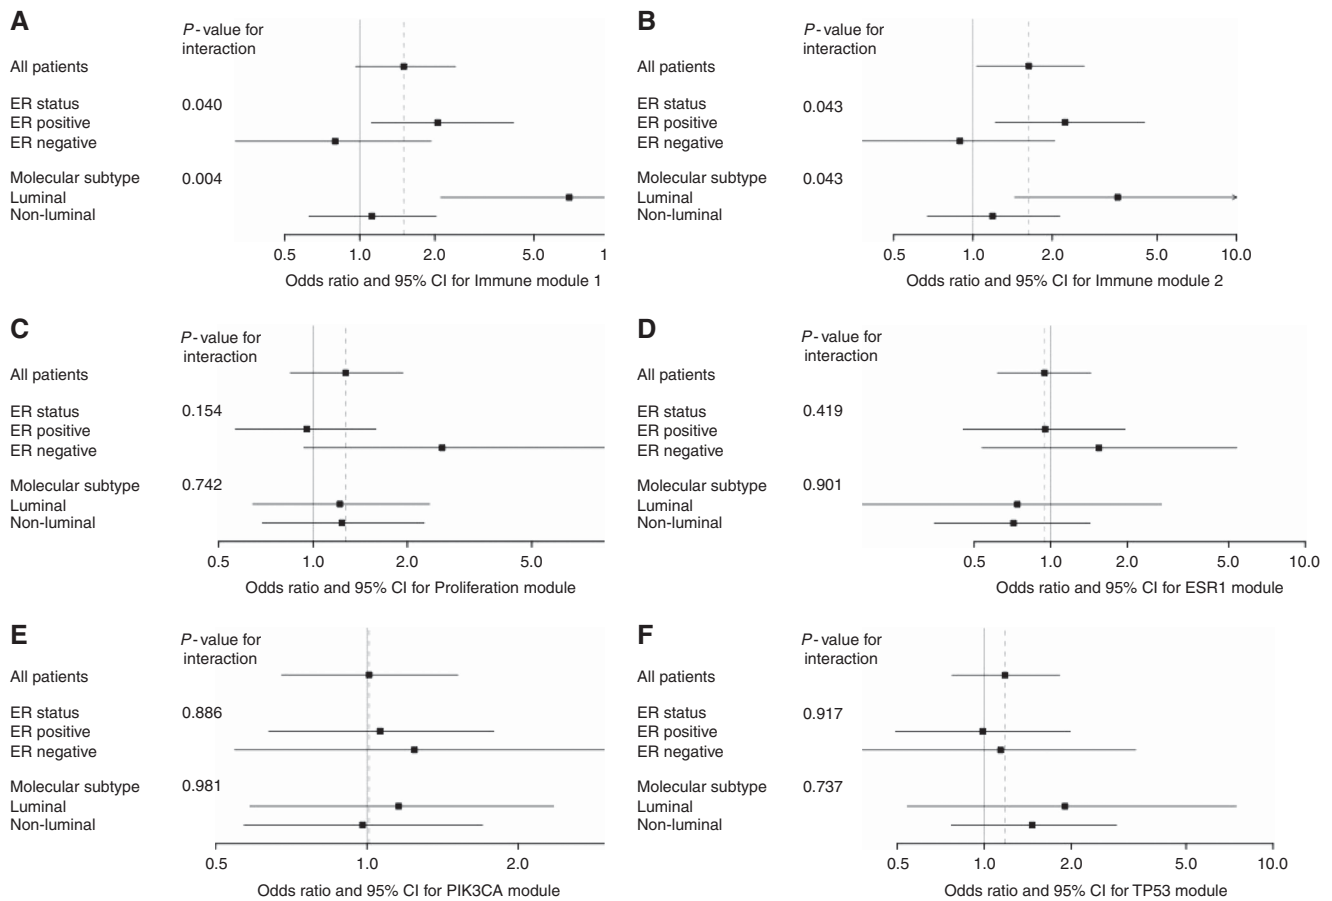 A
P-value for
interaction
All patients
ER status 0.040
ER positive
ER negative
Molecular subtype 0.004
Luminal
Non-luminal
0.5 1.0 2.0 5.0 1
Odds ratio and 95% CI for Immune module 1
B
P-value for
interaction
All patients
ER status 0.043
ER positive
ER negative
Molecular subtype 0.043
Luminal
Non-luminal
0.5 1.0 2.0 5.0 10.0
Odds ratio and 95% CI for Immune module 2
C
P-value for
interaction
All patients
ER status 0.154
ER positive
ER negative
Molecular subtype 0.742
Luminal
Non-luminal
0.5 1.0 2.0 5.0
Odds ratio and 95% CI for Proliferation module
D
P-value for
interaction
All patients
ER status 0.419
ER positive
ER negative
Molecular subtype 0.901
Luminal
Non-luminal
0.5 1.0 2.0 5.0 10.0
Odds ratio and 95% CI for ESR1 module
E
P-value for
interaction
All patients
ER status 0.886
ER positive
ER negative
Molecular subtype 0.981
Luminal
Non-luminal
0.5 1.0 2.0
Odds ratio and 95% CI for PIK3CA module
F
P-value for
interaction
All patients
ER status 0.917
ER positive
ER negative
Molecular subtype 0.737
Luminal
Non-luminal
0.5 1.0 2.0 5.0 10.0
Odds ratio and 95% CI for TP53 module